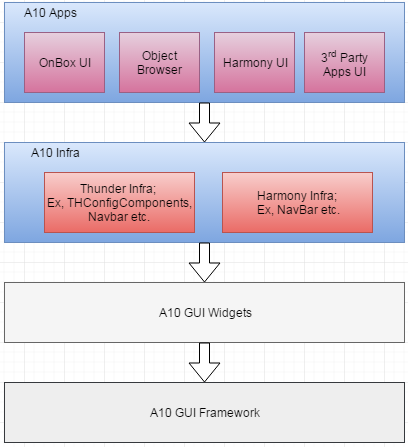 A10 Apps
OnBox UI
Object
Browser
Harmony UI
3rd Party
Apps UI
A10 Infra
Thunder Infra;
Ex, THConfigComponents,
Navbar etc.
Harmony Infra;
Ex, NavBar etc.
A10 GUI Widgets
A10 GUI Framework